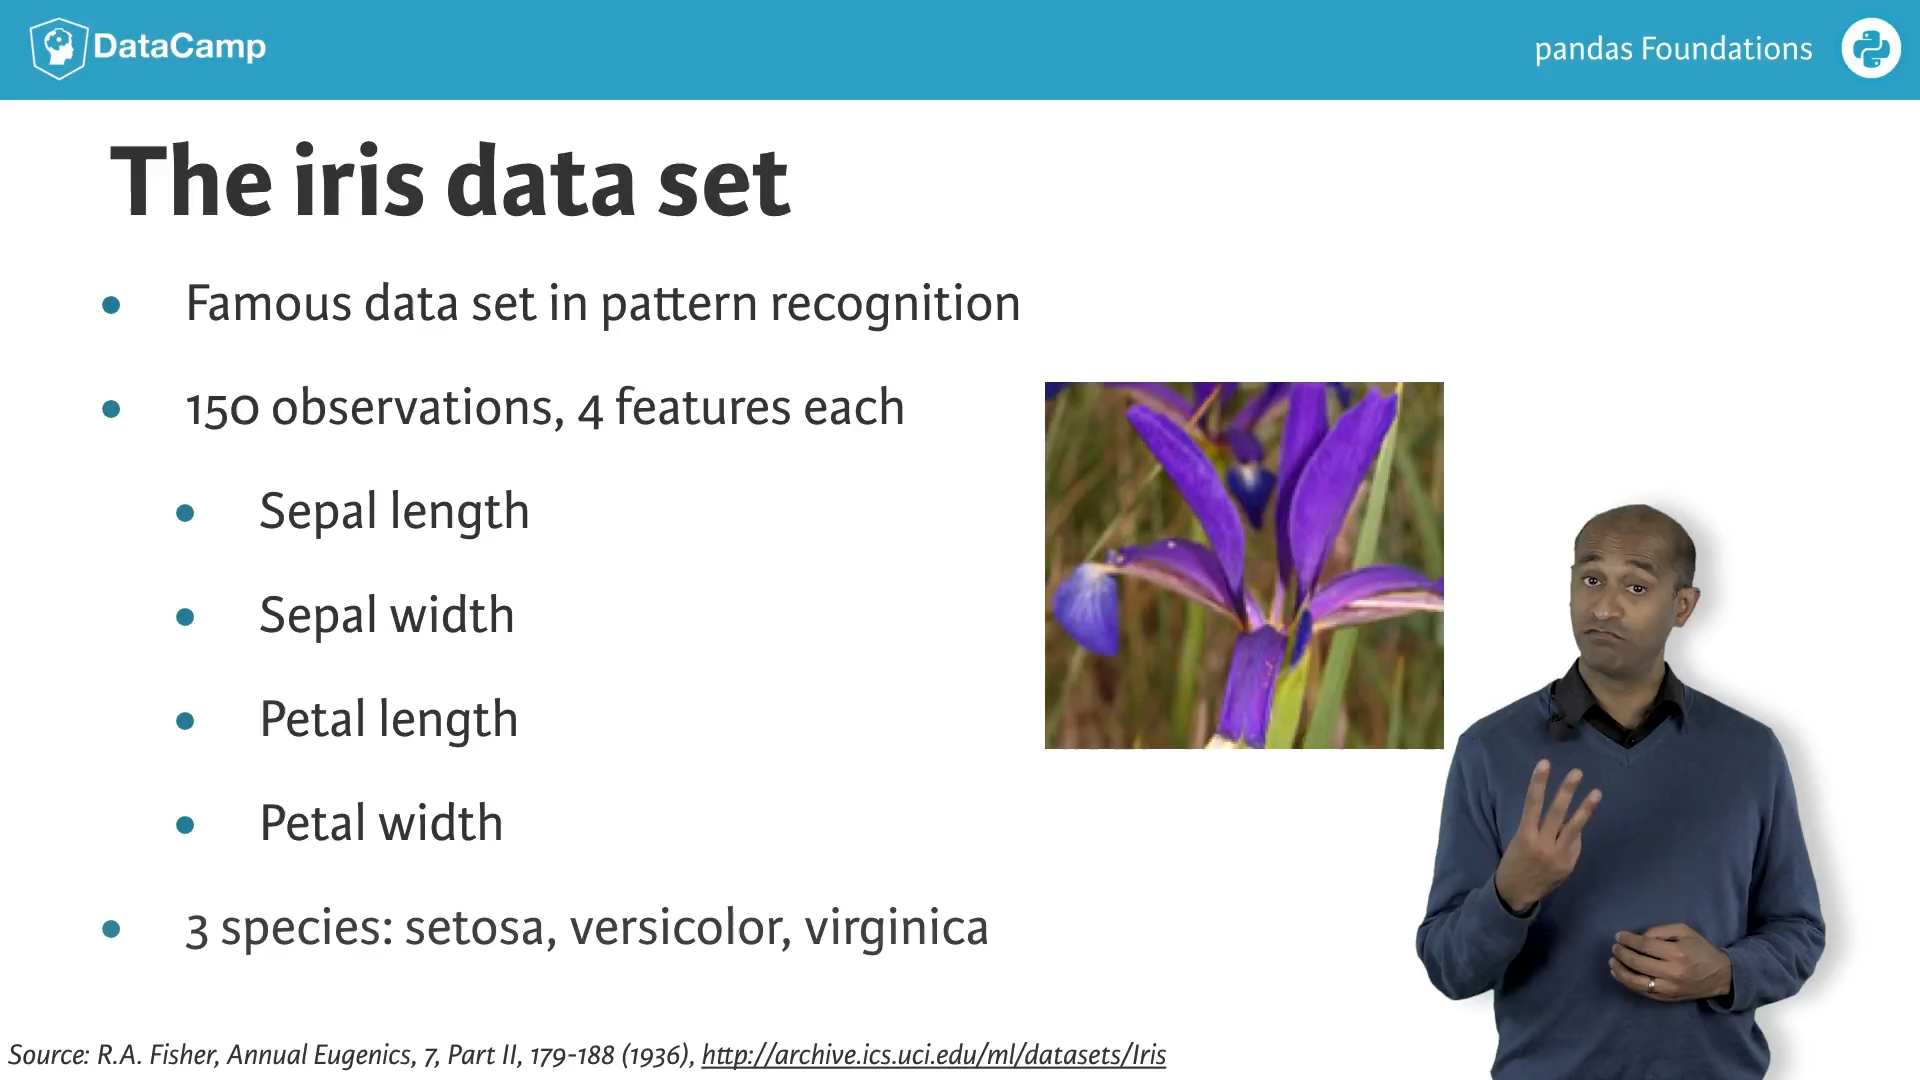 DataCamp
pandas Foundations
The iris data set
• Famous data set in pattern recognition
• 150 observations, 4 features each
• Sepal length
• Sepal width
• Petal length
• Petal width
• 3 species: setosa, versicolor, virginica
Source: R.A. Fisher, Annual Eugenics, 7, Part II, 179-188 (1936), http://archive.ics.uci.edu/ml/datasets/Iris